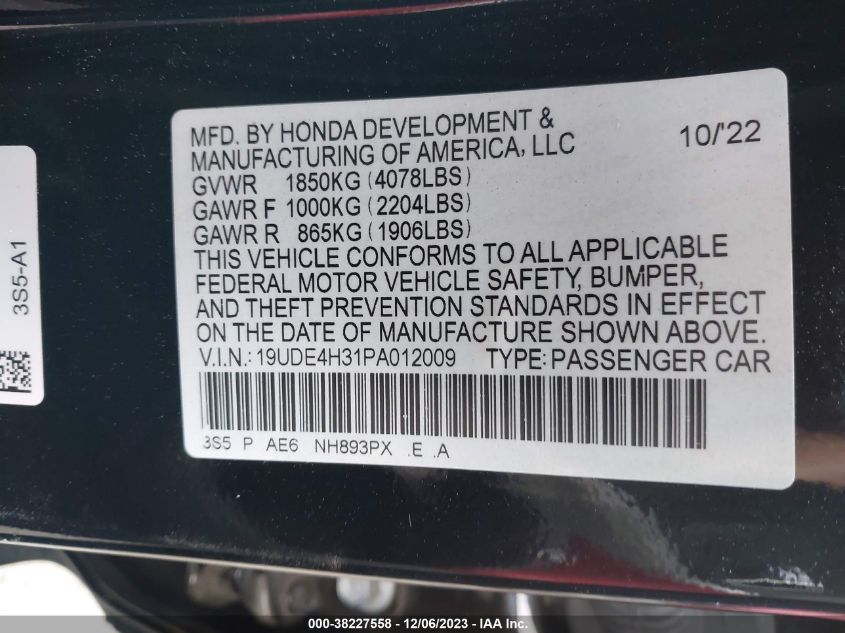 MFD. BY HONDA DEVELOPMENT &
MANUFACTURING OF AMERICA, LLC 10/'22
GVWR 1850KG (4078LBS)
GAWR F 1000KG (2204LBS)
GAWR R 865KG (1906LBS)
THIS VEHICLE CONFORMS TO ALL APPLICABLE
FEDERAL MOTOR VEHICLE SAFETY, BUMPER,
AND THEFT PREVENTION STANDARDS IN EFFECT
ON THE DATE OF MANUFACTURE SHOWN ABOVE.
V.I.N.: 19UDE4H31PA012009 TYPE: PASSENGER CAR
3S5 P AE6 NH893PX .E .A
3S5-A1
000-38227558 - 12/06/2023 - IAA Inc.